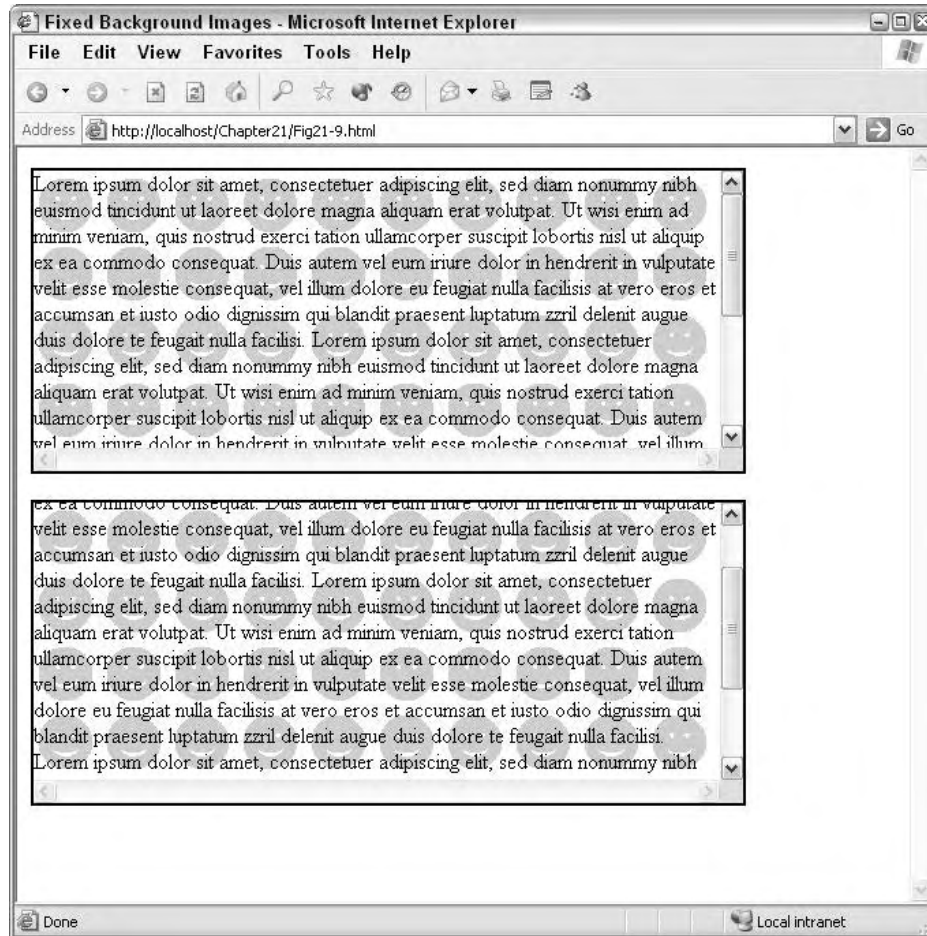 Fixed Background Images - Microsoft Internet Explorer
File Edit View Favorites Tools Help
Address http://localhost/Chapter21/Fig21-9.html Go
Lorem ipsum dolor sit amet, consectetuer adipiscing elit, sed diam nonummy nibh
euismod tincidunt ut laoreet dolore magna aliquam erat volutpat. Ut wisi enim ad
minim veniam, quis nostrud exerci tation ullamcorper suscipit lobortis nisl ut aliquip
ex ea commodo consequat. Duis autem vel eum iriure dolor in hendrerit in vulputate
velit esse molestie consequat, vel illum dolore eu feugiat nulla facilisis at vero eros et
accumsan et iusto odio dignissim qui blandit praesent luptatum zzril delenit augue
duis dolore te feugait nulla facilisi. Lorem ipsum dolor sit amet, consectetuer
adipiscing elit, sed diam nonummy nibh euismod tincidunt ut laoreet dolore magna
aliquam erat volutpat. Ut wisi enim ad minim veniam, quis nostrud exerci tation
ullamcorper suscipit lobortis nisl ut aliquip ex ea commodo consequat. Duis autem
vel eum iriure dolor in hendrerit in vulputate velit esse molestie consequat, vel illum
ex ea commodo consequat. Duis autem vel eum iriure dolor in hendrerit in vulputate
velit esse molestie consequat, vel illum dolore eu feugiat nulla facilisis at vero eros et
accumsan et iusto odio dignissim qui blandit praesent luptatum zzril delenit augue
duis dolore te feugait nulla facilisi. Lorem ipsum dolor sit amet, consectetuer
adipiscing elit, sed diam nonummy nibh euismod tincidunt ut laoreet dolore magna
aliquam erat volutpat. Ut wisi enim ad minim veniam, quis nostrud exerci tation
ullamcorper suscipit lobortis nisl ut aliquip ex ea commodo consequat. Duis autem
vel eum iriure dolor in hendrerit in vulputate velit esse molestie consequat, vel illum
dolore eu feugiat nulla facilisis at vero eros et accumsan et iusto odio dignissim qui
blandit praesent luptatum zzril delenit augue duis dolore te feugait nulla facilisi.
Lorem ipsum dolor sit amet, consectetuer adipiscing elit, sed diam nonummy nibh
Done Local intranet